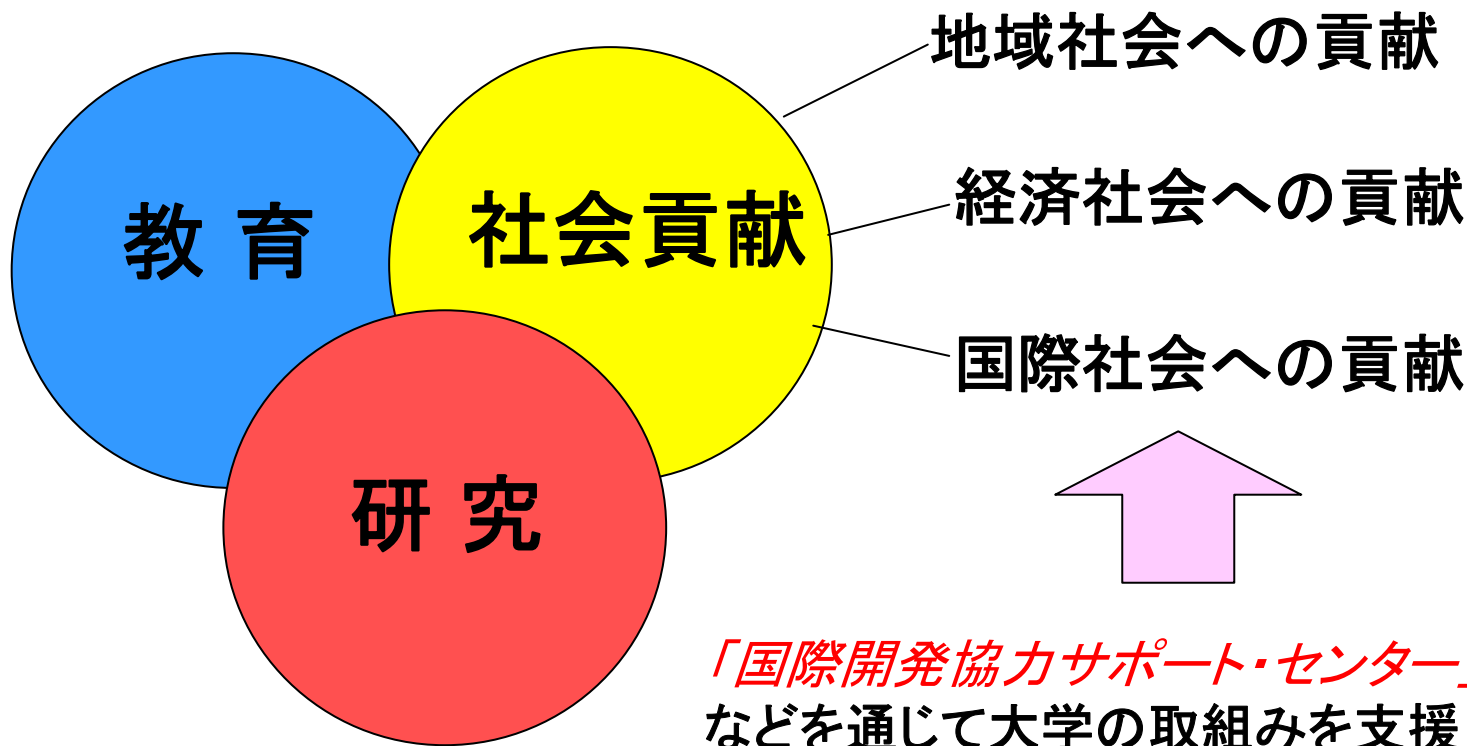 地域社会への貢献
教 育
社会貢献
経済社会への貢献
国際社会への貢献
研 究
「国際開発協力サポート・センター」
などを通じて大学の取組みを支援